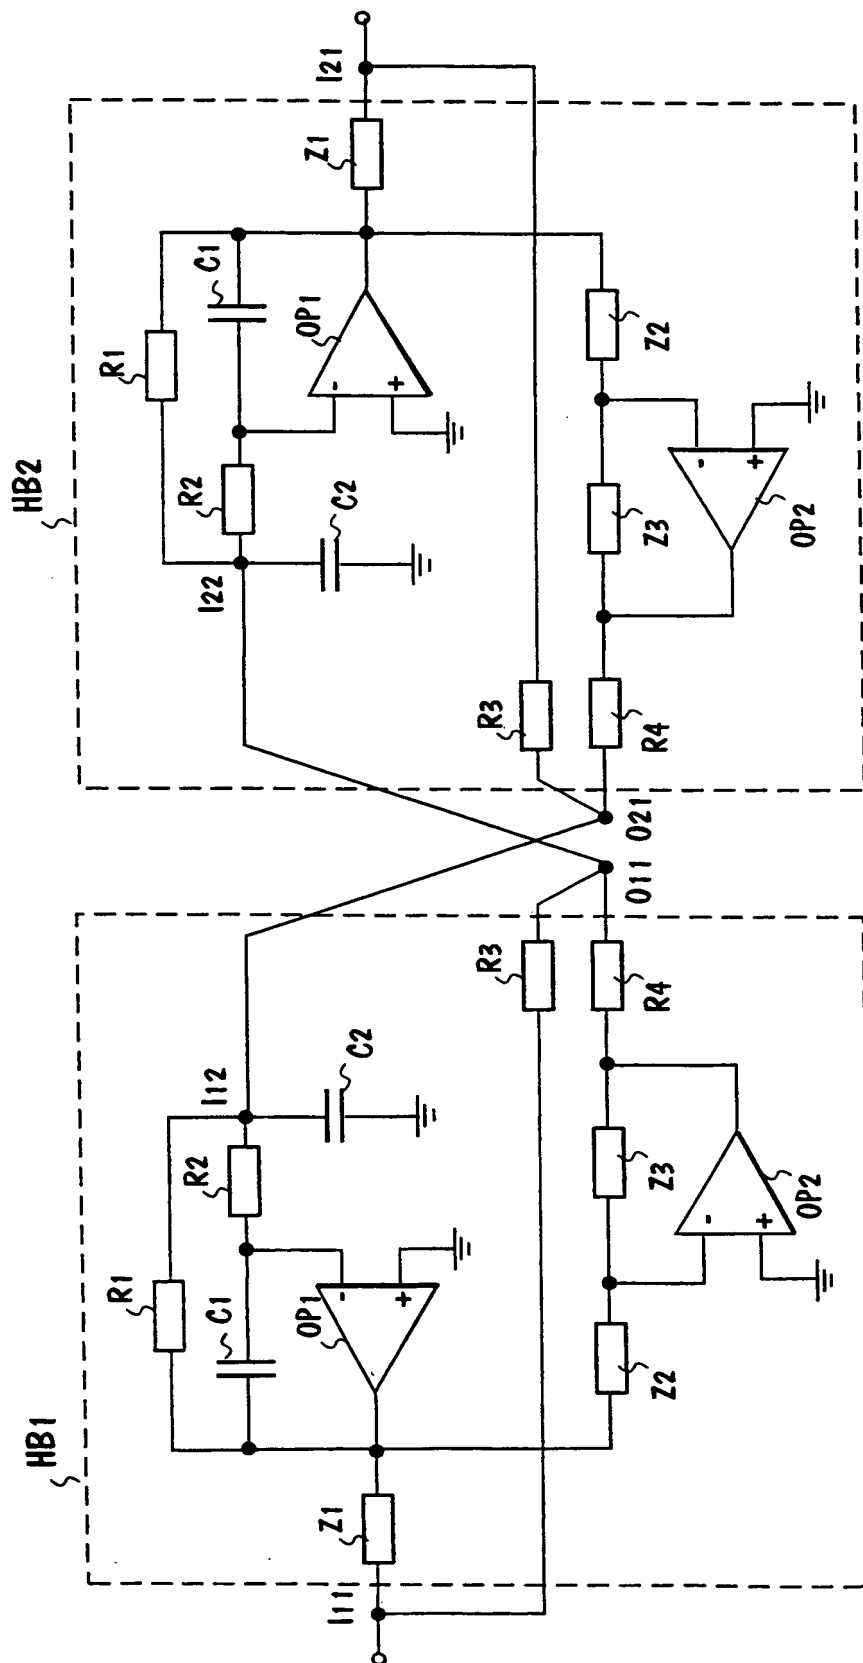 HB1
HB2
R1
C1
R2
I12
C2
OP1
-
+
Z1
I11
R3
O11
R4
Z3
Z2
OP2
-
+
R1
C1
R2
I22
C2
OP1
-
+
Z1
I21
R3
O21
R4
Z3
Z2
OP2
-
+